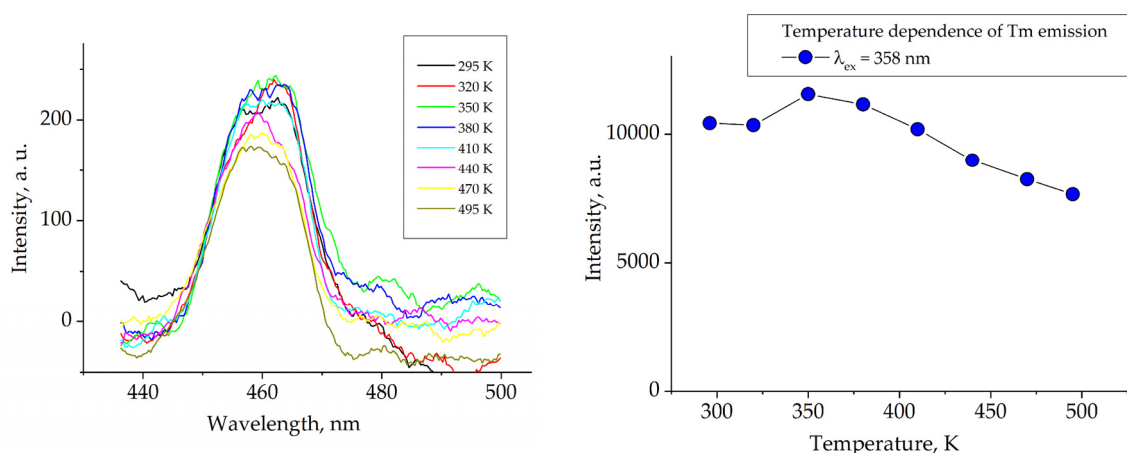 295 K
320 K
350 K
380 K
410 K
440 K
470 K
495 K
200
100
0
440
460
480
500
Wavelength, nm
Intensity, a. u.
Temperature dependence of Tm emission
λex = 358 nm
10000
5000
0
300
350
400
450
500
Temperature, K
Intensity, a.u.